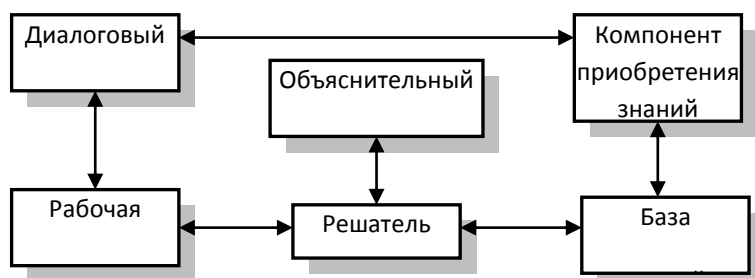 Диалоговый
Компонент
приобретения
знаний
Объяснительный
Рабочая
Решатель
База